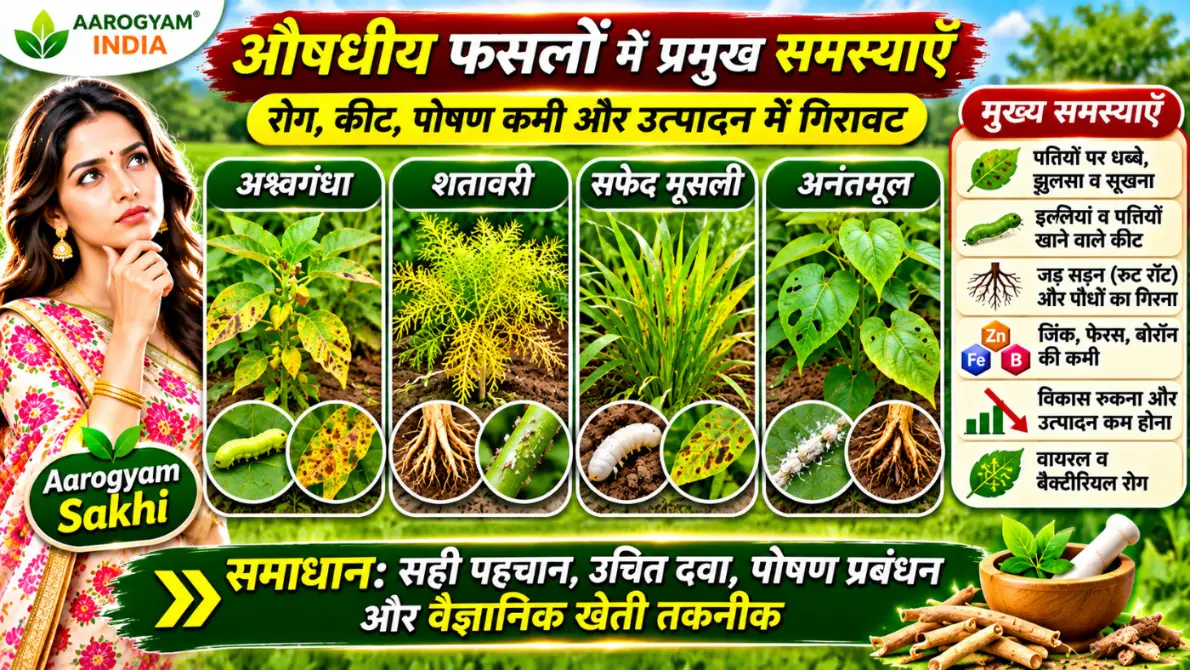 AAROGYAM®
INDIA
औषधीय फसलों में प्रमुख समस्याएँ
रोग, कीट, पोषण कमी और उत्पादन में गिरावट
अश्वगंधा
शतावरी
सफेद मूसली
अनंतमूल
मुख्य समस्याएँ
पतियों पर धब्बे,
झुलसा व सूखना
इल्लियां व पत्तियों
खाने वाले कीट
जड़ सड़न (रुट रॉट)
और पौधों का गिरना
Zn
Fe
B
जिंक, फेरस, बोरॉन
की कमी
विकास रुकना और
उत्पादन कम होना
वायरल व
बैक्टीरियल रोग
Aarogyam
Sakhi
समाधान: सही पहचान, उचित दवा, पोषण प्रबंधन
और वैज्ञानिक खेती तकनीक